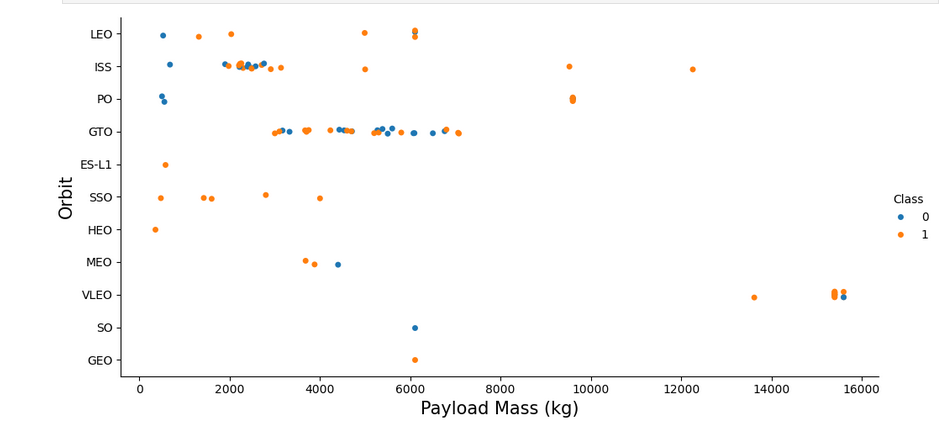 LEO
ISS
PO
GTO
ES-L1
SSO
HEO
MEO
VLEO
SO
GEO
Orbit
0 2000 4000 6000 8000 10000 12000 14000 16000
Payload Mass (kg)
Class
0
1